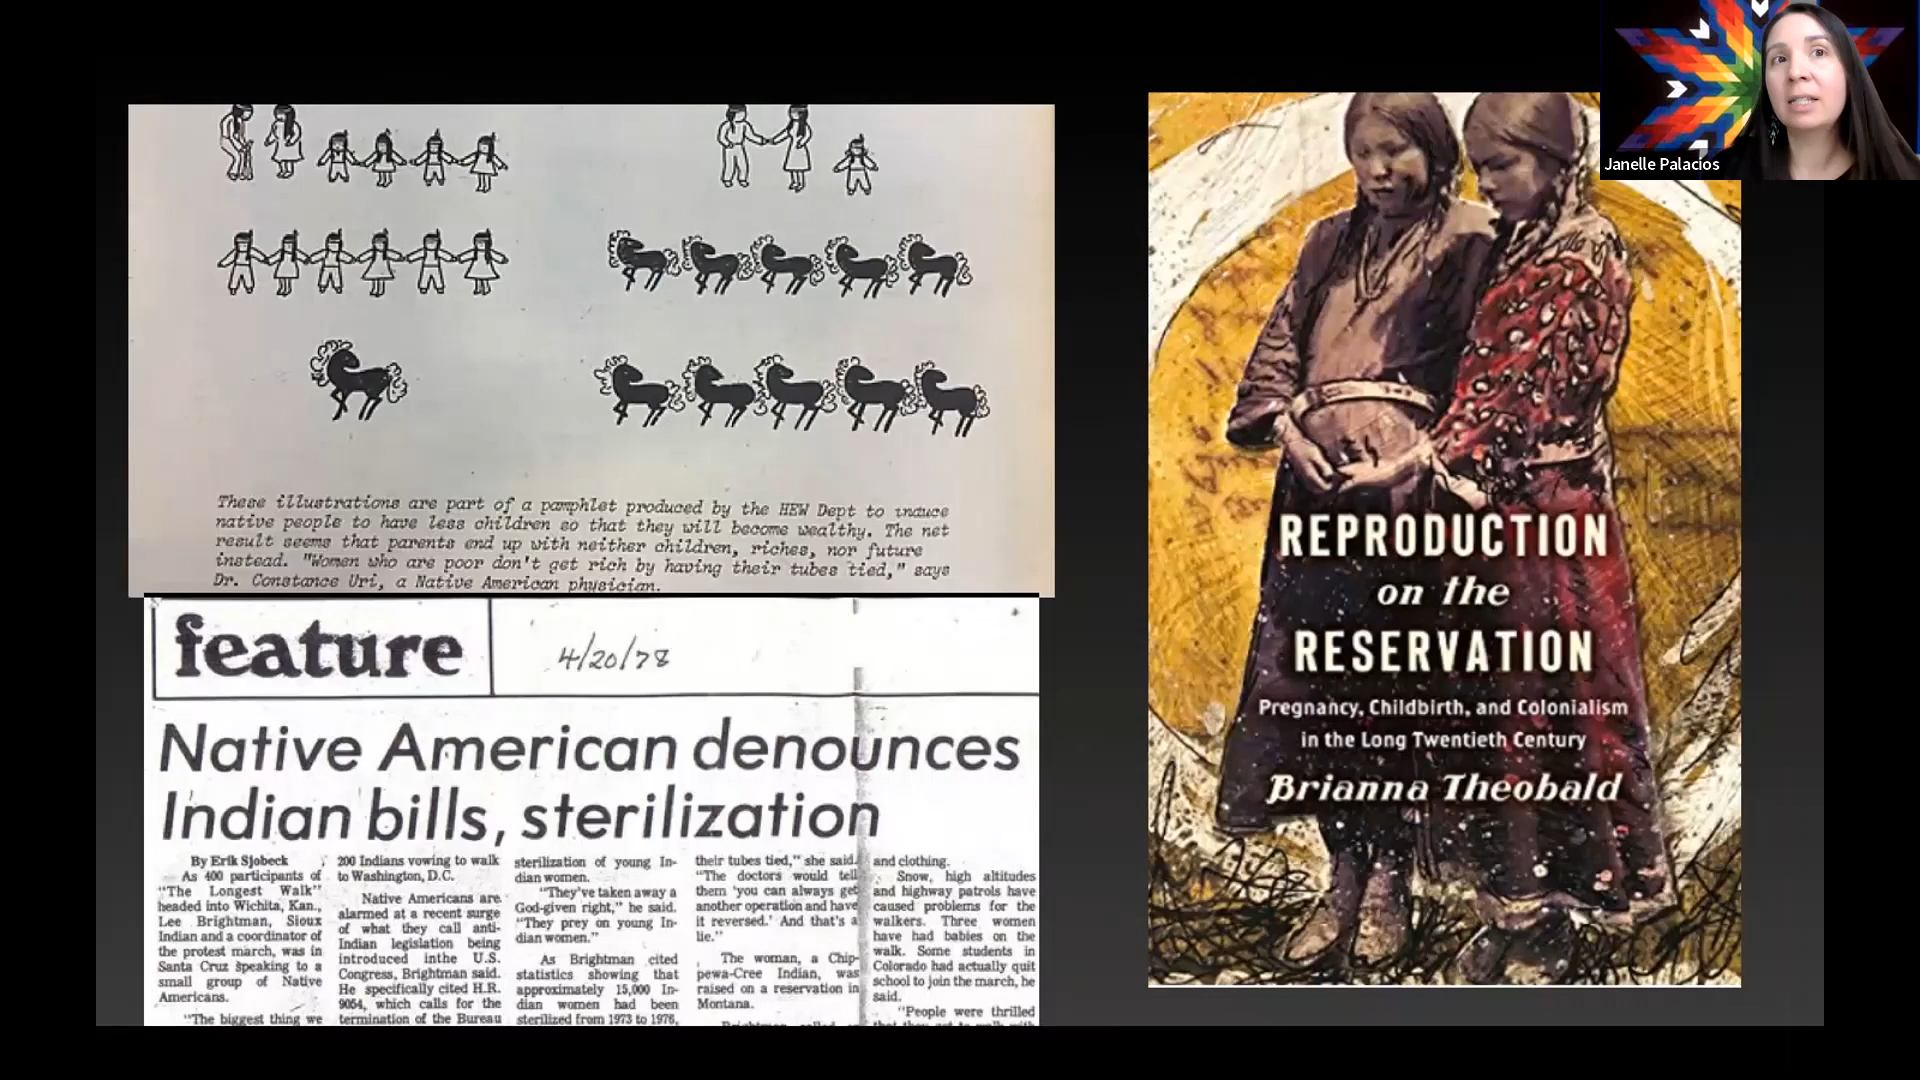 These illustrations are part of a pamphlet produced by the HEW Dept to induce
native people to have less children so that they will become wealthy. The net
result seems that parents end up with neither children, riches, nor future
instead. "Women who are poor don't get rich by having their tubes tied," says
Dr. Constance Uri, a Native American physician.
feature
4/20/78
Native American denounces
Indian bills, sterilization
By Erik Sjobeck
As 400 participants of
"The Longest Walk"
headed into Wichita, Kan.,
Lee Brightman, Sioux
Indian and a coordinator of
the protest march, was in
Santa Cruz speaking to a
small group of Native
Americans.
"The biggest thing we
200 Indians vowing to walk
to Washington, D.C.
Native Americans are
alarmed at a recent surge
of what they call anti-
Indian legislation being
introduced inthe U.S.
Congress, Brightman said.
He specifically cited H.R.
9054, which calls for the
termination of the Bureau
sterilization of young In-
dian women.
"They've taken away a
God-given right," he said.
"They prey on young In-
dian women."
As Brightman cited
statistics showing that
approximately 15,000 In-
dian women had been
sterilized from 1973 to 1976,
their tubes tied," she said.
"The doctors would tell
them 'you can always get
another operation and have
it reversed.' And that's a
lie."
The woman, a Chip-
pewa-Cree Indian, was
raised on a reservation in
Montana.
and clothing.
Snow, high altitudes
and highway patrols have
caused problems for the
walkers. Three women
have had babies on the
walk. Some students in
Colorado had actually quit
school to join the march, he
said.
"People were thrilled
REPRODUCTION
on the
RESERVATION
Pregnancy, Childbirth, and Colonialism
in the Long Twentieth Century
Brianna Theobald
Janelle Palacios